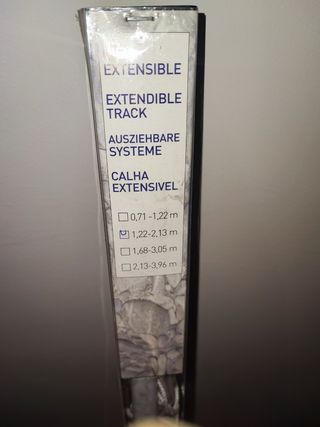 EXTENSIBLE
EXTENDIBLE
TRACK
AUSZIEHBARE
SYSTEME
CALHA
EXTENSIVEL
0,71-1,22 m
1,22-2,13 m
1,68-3,05 m
2,13-3,96 m